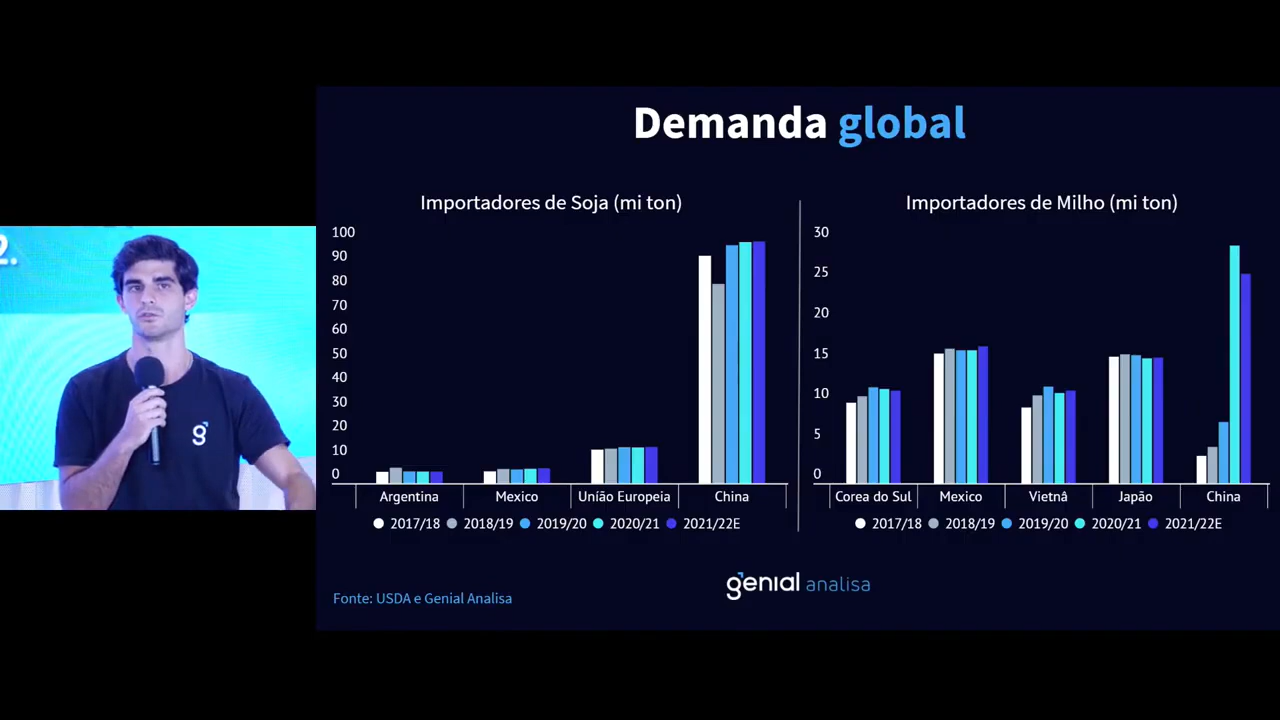 Demanda global
Importadores de Soja (mi ton)
100
90
80
70
60
50
40
30
20
10
0
Argentina Mexico União Europeia China
2017/18 2018/19 2019/20 2020/21 2021/22E
Importadores de Milho (mi ton)
30
25
20
15
10
5
0
Corea do Sul Mexico Vietnã Japão China
2017/18 2018/19 2019/20 2020/21 2021/22E
Fonte: USDA e Genial Analisa
genial analisa
2.
g